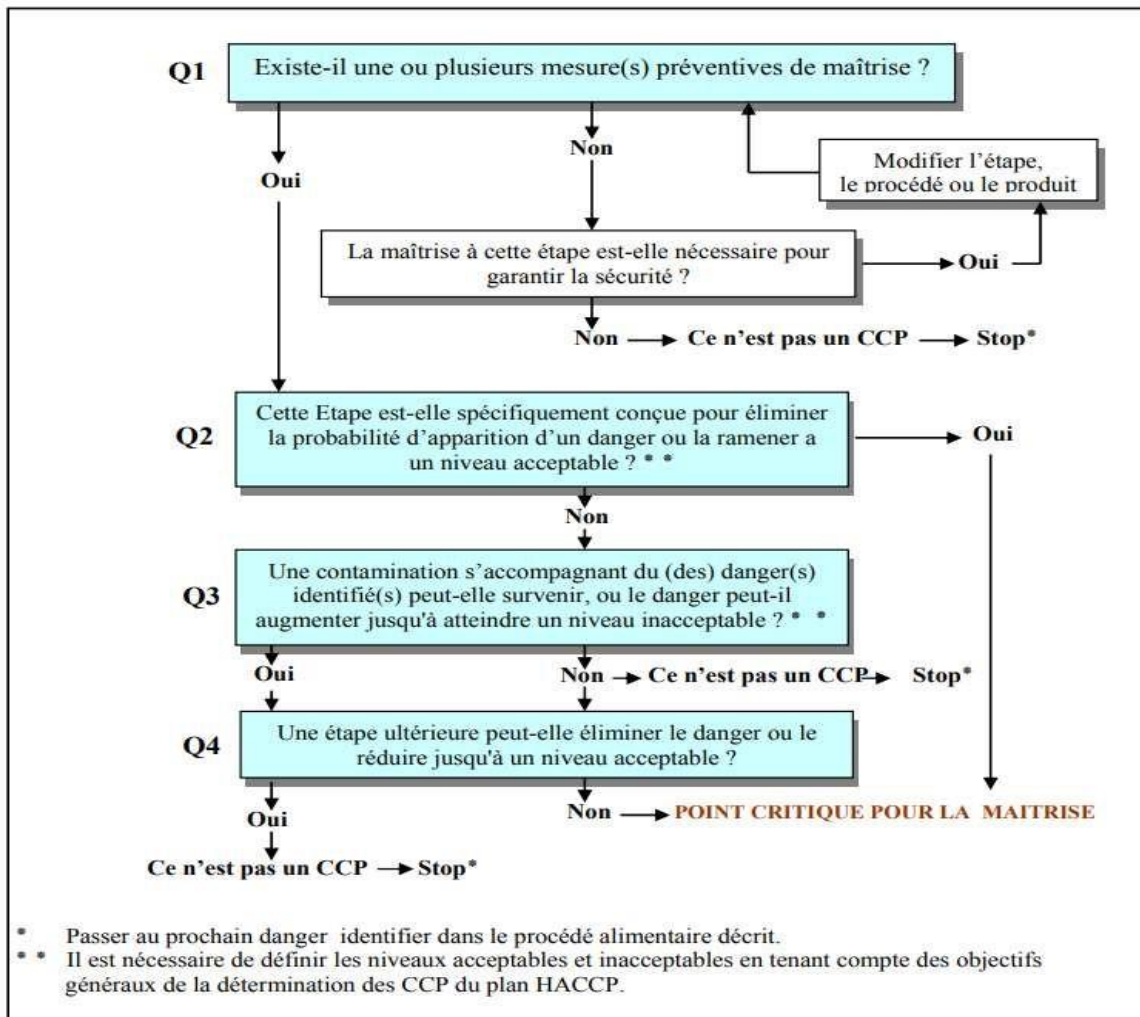 Q1
Existe-il une ou plusieurs mesure(s) préventives de maîtrise ?
Non
Oui
Modifier l'étape,
le procédé ou le produit
La maîtrise à cette étape est-elle nécessaire pour
garantir la sécurité ?
Oui
Non
Ce n'est pas un CCP
Stop*
Q2
Cette Etape est-elle spécifiquement conçue pour éliminer
la probabilité d'apparition d'un danger ou la ramener a
un niveau acceptable ? * *
Oui
Non
Q3
Une contamination s'accompagnant du (des) danger(s)
identifié(s) peut-elle survenir, ou le danger peut-il
augmenter jusqu'à atteindre un niveau inacceptable ? * *
Oui
Non
Ce n'est pas un CCP
Stop*
Q4
Une étape ultérieure peut-elle éliminer le danger ou le
réduire jusqu'à un niveau acceptable ?
Oui
Non
POINT CRITIQUE POUR LA MAITRISE
Ce n'est pas un CCP
Stop*
* Passer au prochain danger identifier dans le procédé alimentaire décrit.
* * Il est nécessaire de définir les niveaux acceptables et inacceptables en tenant compte des objectifs
généraux de la détermination des CCP du plan HACCP.